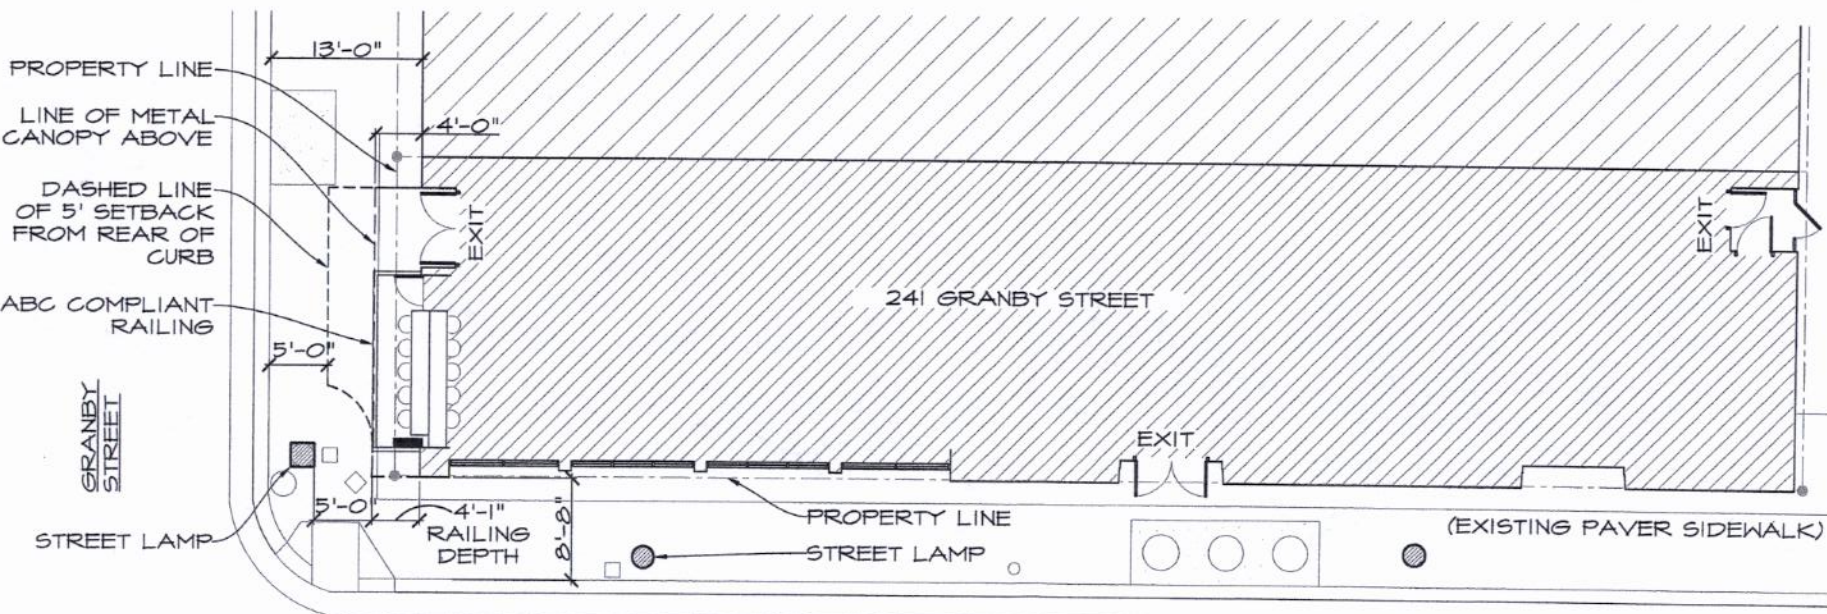 13'-0"
PROPERTY LINE
LINE OF METAL
CANOPY ABOVE
4'-0"
DASHED LINE
OF 5' SETBACK
FROM REAR OF
CURB
EXIT
EXIT
241 GRANBY STREET
ABC COMPLIANT
RAILING
5'-0"
GRANBY
STREET
EXIT
5'-0"
4'-1"
RAILING
DEPTH
8'-8"
PROPERTY LINE
STREET LAMP
STREET LAMP
(EXISTING PAVER SIDEWALK)